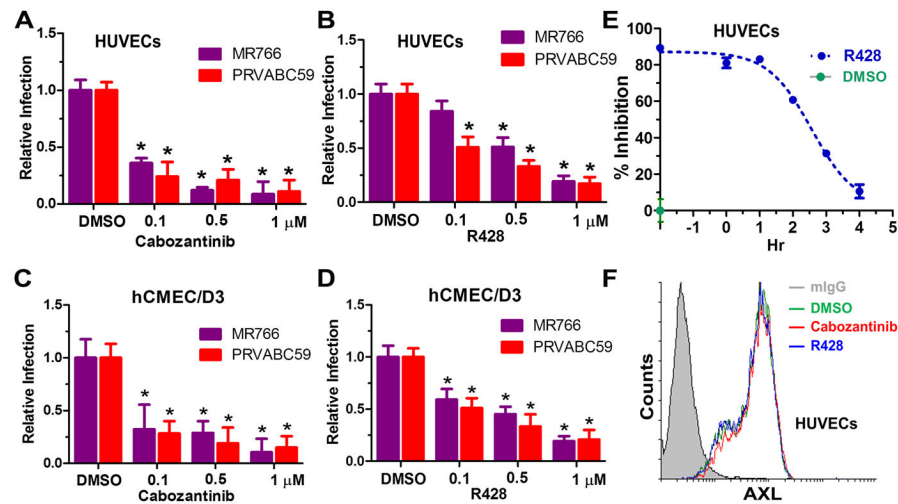 A
HUVECs
MR766
PRVABC59
Relative Infection
1.5
1.0
0.5
0.0
* * * * * *
DMSO 0.1 0.5 1 μM
Cabozantinib
B
HUVECs
MR766
PRVABC59
Relative Infection
1.5
1.0
0.5
0.0
* * * * *
DMSO 0.1 0.5 1 μM
R428
E
R428
DMSO
% Inhibition
100
80
60
40
20
0
-1 0 1 2 3 4 5
Hr
C
hCMEC/D3
MR766
PRVABC59
Relative Infection
1.5
1.0
0.5
0.0
* * * * * *
DMSO 0.1 0.5 1 μM
Cabozantinib
D
hCMEC/D3
MR766
PRVABC59
Relative Infection
1.5
1.0
0.5
0.0
* * * * * *
DMSO 0.1 0.5 1 μM
R428
F
mIgG
DMSO
Cabozantinib
R428
HUVECs
Counts
AXL